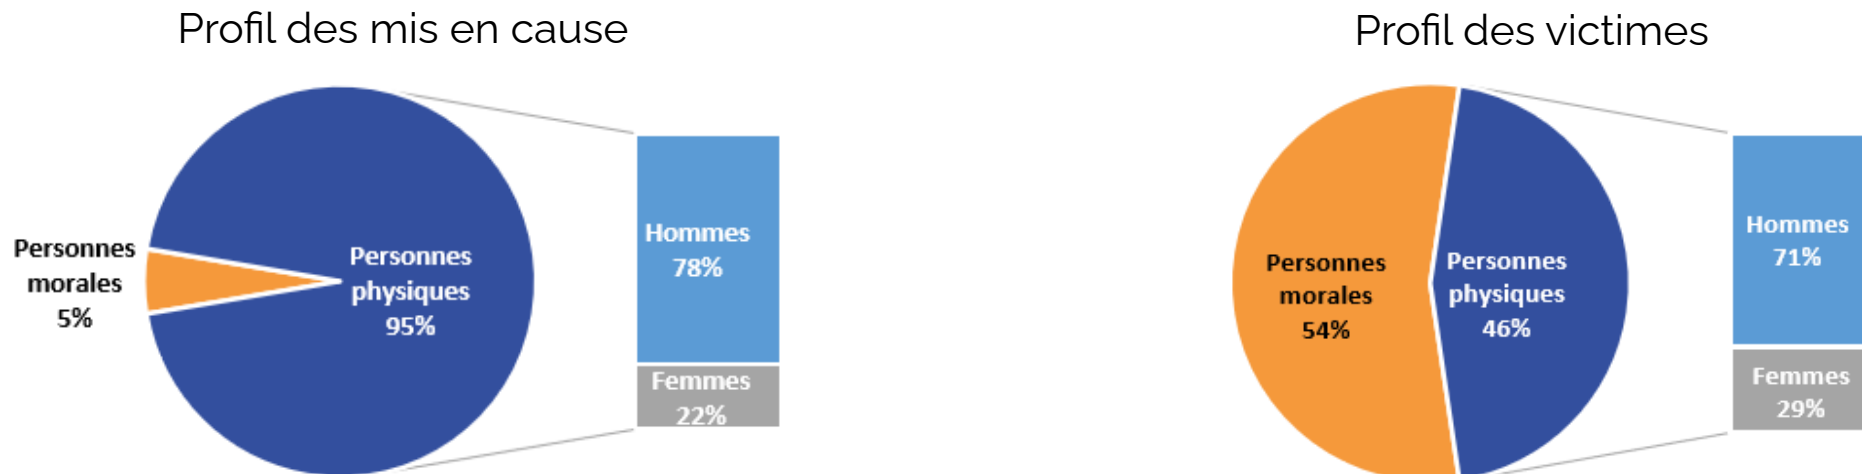 Profil des mis en cause
Personnes
morales
5%
Personnes
physiques
95%
Hommes
78%
Femmes
22%
Profil des victimes
Personnes
morales
54%
Personnes
physiques
46%
Hommes
71%
Femmes
29%